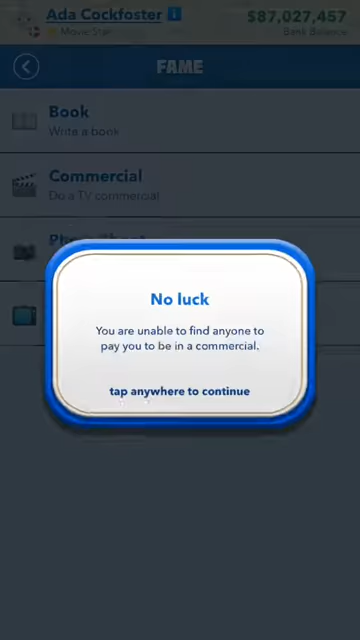 Ada Cockfoster i $87,027,457
Movie Star Bank Balance
FAME
Book
Write a book
Commercial
Do a TV commercial
No luck
You are unable to find anyone to
pay you to be in a commercial.
tap anywhere to continue